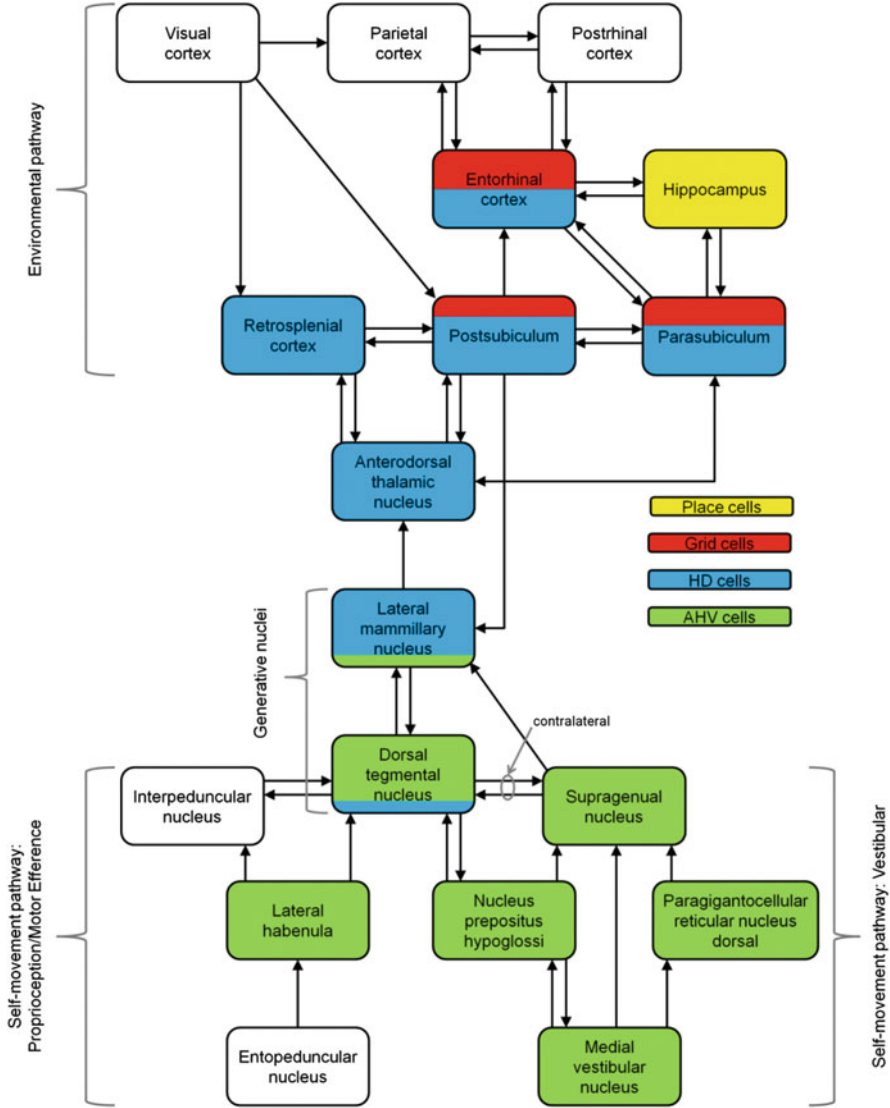 Visual
cortex
Parietal
cortex
Postrhinal
cortex
Environmental pathway
Entorhinal
cortex
Hippocampus
Retrosplenial
cortex
Postsubiculum
Parasubiculum
Anterodorsal
thalamic
nucleus
Place cells
Grid cells
HD cells
AHV cells
Generative nuclei
Lateral
mammillary
nucleus
contralateral
Dorsal
tegmental
nucleus
Interpeduncular
nucleus
Supragenual
nucleus
Self-movement pathway:
Proprioception/Motor Efference
Lateral
habenula
Nucleus
prepositus
hypoglossi
Paragigantocellular
reticular nucleus
dorsal
Self-movement pathway: Vestibular
Entopeduncular
nucleus
Medial
vestibular
nucleus